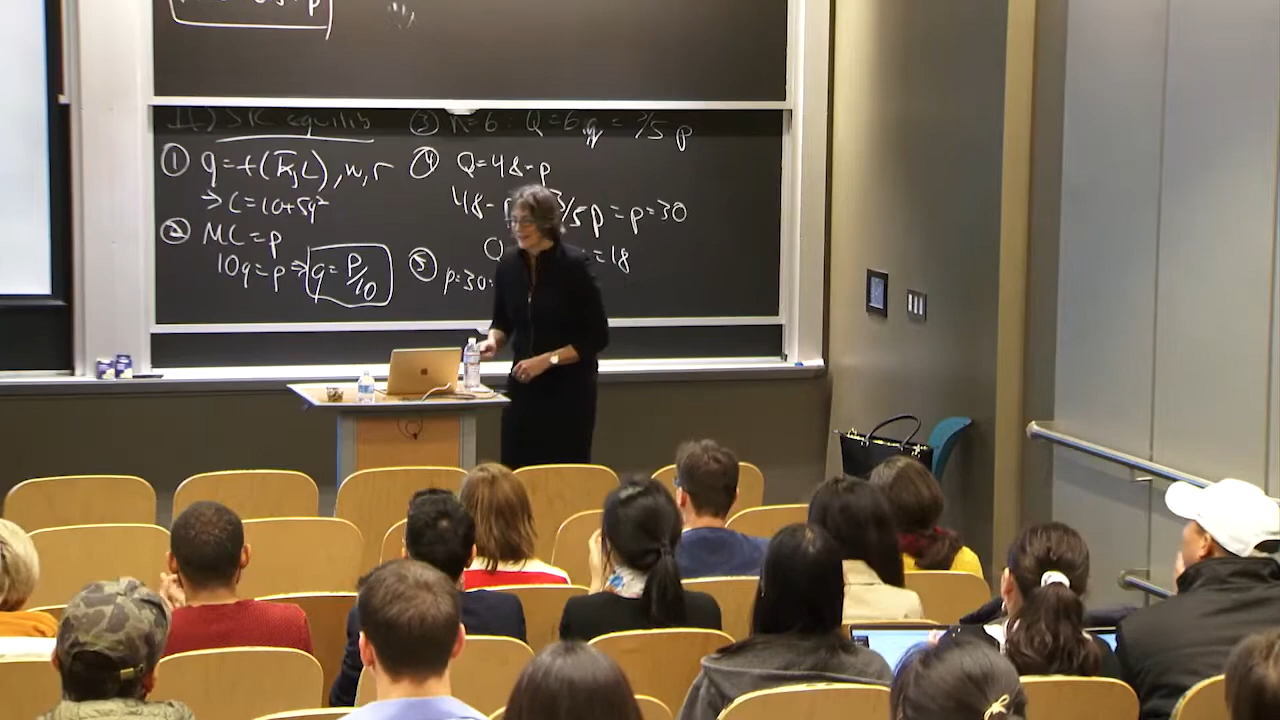 II) SR equilib
① q=f(K̅,L), w, r
→ C=10+5q²
② MC=p
10q=p ⇒ q=P/10
③ N=6: Q=6q = 3/5 p
④ Q=48-p
48-p 3/5p = p=30
Q =18
⑤ p=30: